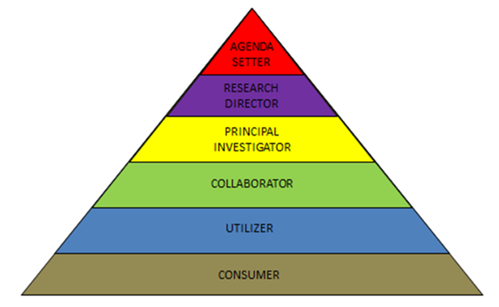 AGENDA
SETTER
RESEARCH
DIRECTOR
PRINCIPAL
INVESTIGATOR
COLLABORATOR
UTILIZER
CONSUMER